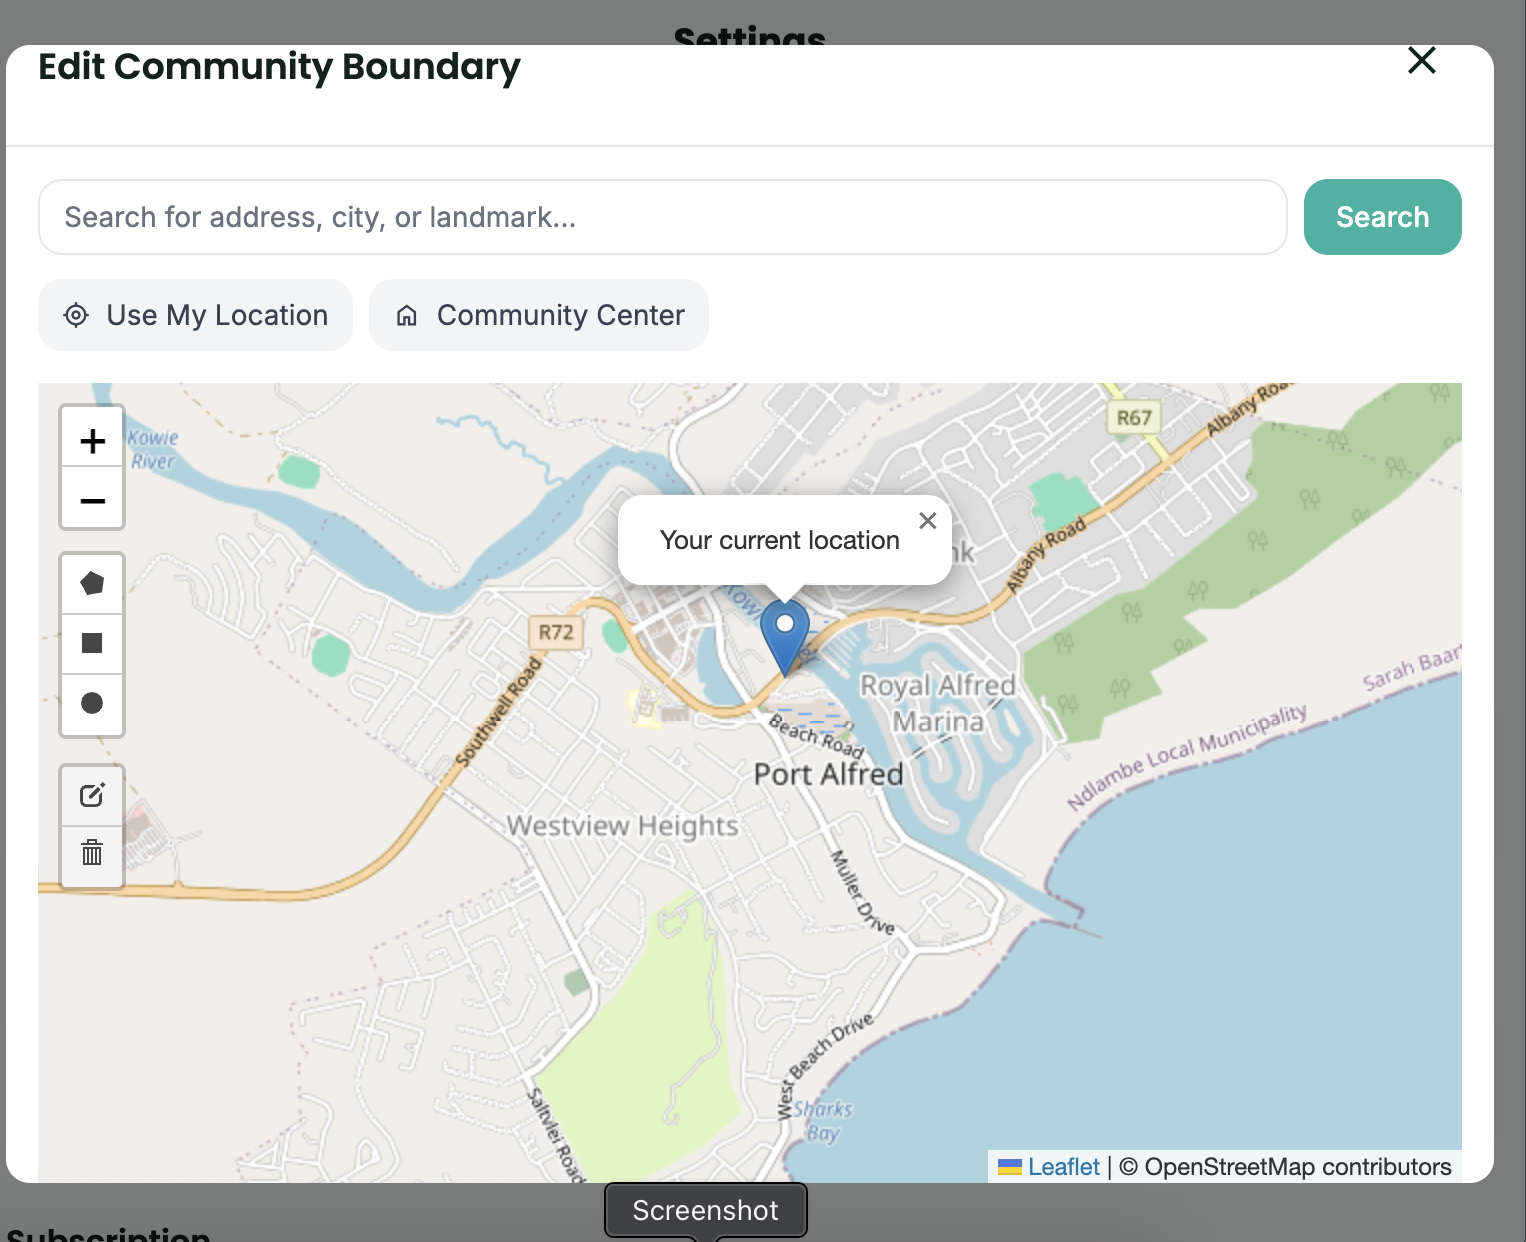 Settings
Edit Community Boundary
Search for address, city, or landmark...
Search
Use My Location
Community Center
R67
Albany Road
Kowie
River
Your current location
Albany Road
R72
Southwell Road
Royal Alfred
Marina
Sarah Baart
Ndlambe Local Municipality
Beach Road
Port Alfred
Westview Heights
Muller Drive
West Beach Drive
Saltvlei Road
Sharks
Bay
Leaflet | © OpenStreetMap contributors
Screenshot
Subscription